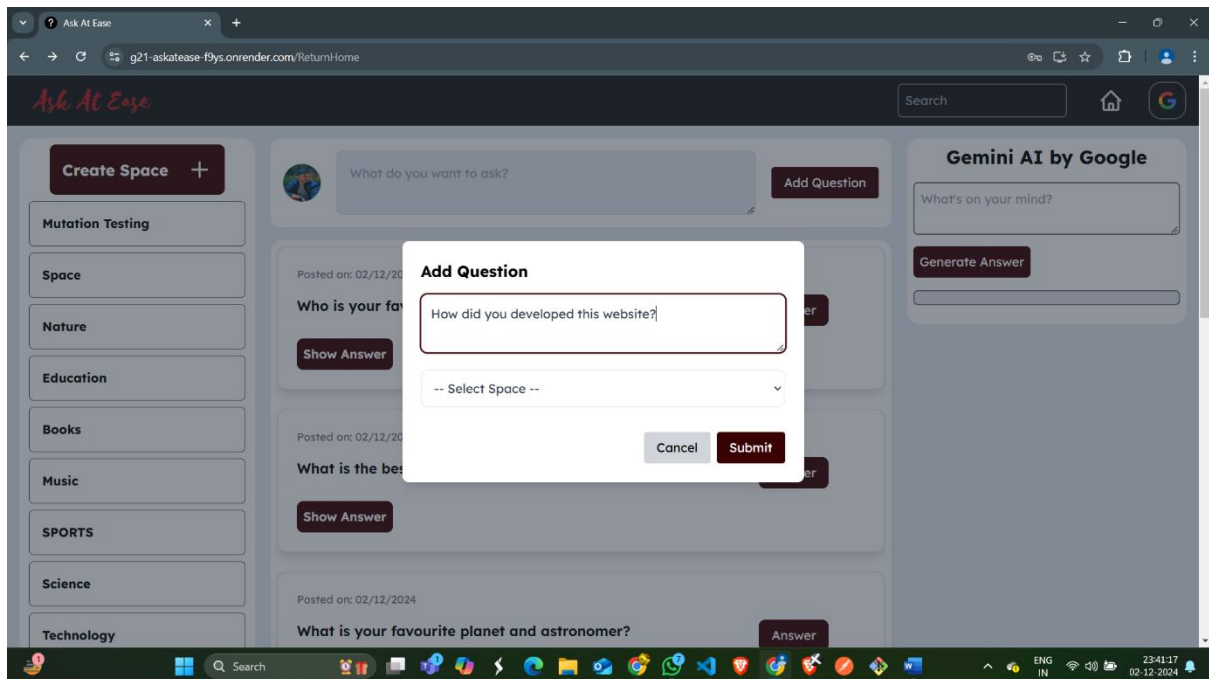 Ask At Ease
g21-askatease-f9ys.onrender.com/ReturnHome
Ask At Ease
Search
Create Space +
What do you want to ask?
Add Question
Gemini AI by Google
What's on your mind?
Generate Answer
Mutation Testing
Space
Nature
Education
Books
Music
SPORTS
Science
Technology
Posted on: 02/12/20
Who is your fav
er
Show Answer
Add Question
How did you developed this website?
-- Select Space --
Cancel
Submit
Posted on: 02/12/20
What is the bes
er
Show Answer
Posted on: 02/12/2024
What is your favourite planet and astronomer?
Answer
Search
ENG
IN
23:41:17
02-12-2024